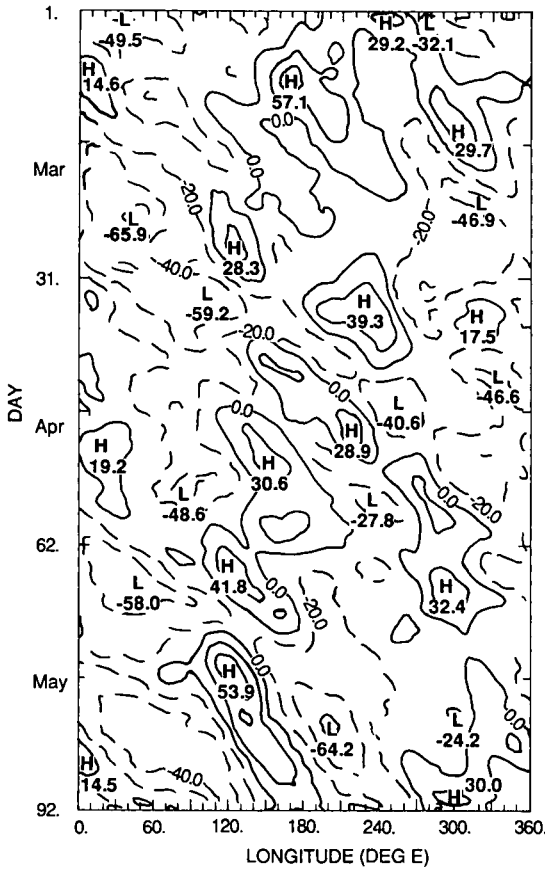 1.
L
-49.5
H
14.6
H
57.1
0.0
H
29.2
L
-32.1
H
29.7
0.0
Mar
-20.0
L
-65.9
H
28.3
-20.0
L
-46.9
-40.0
31.
L
-59.2
H
-39.3
H
17.5
-20.0
0.0
L
-46.6
DAY
0.0
L
-40.6
Apr
H
19.2
H
28.9
H
30.6
L
-48.6
L
-27.8
0.0
-20.0
62.
H
41.8
0.0
-20.0
L
-58.0
H
32.4
0.0
May
H
53.9
L
-64.2
L
-24.2
0.0
H
14.5
-40.0
30.0
H
92.
0. 60. 120. 180. 240. 300. 360.
LONGITUDE (DEG E)